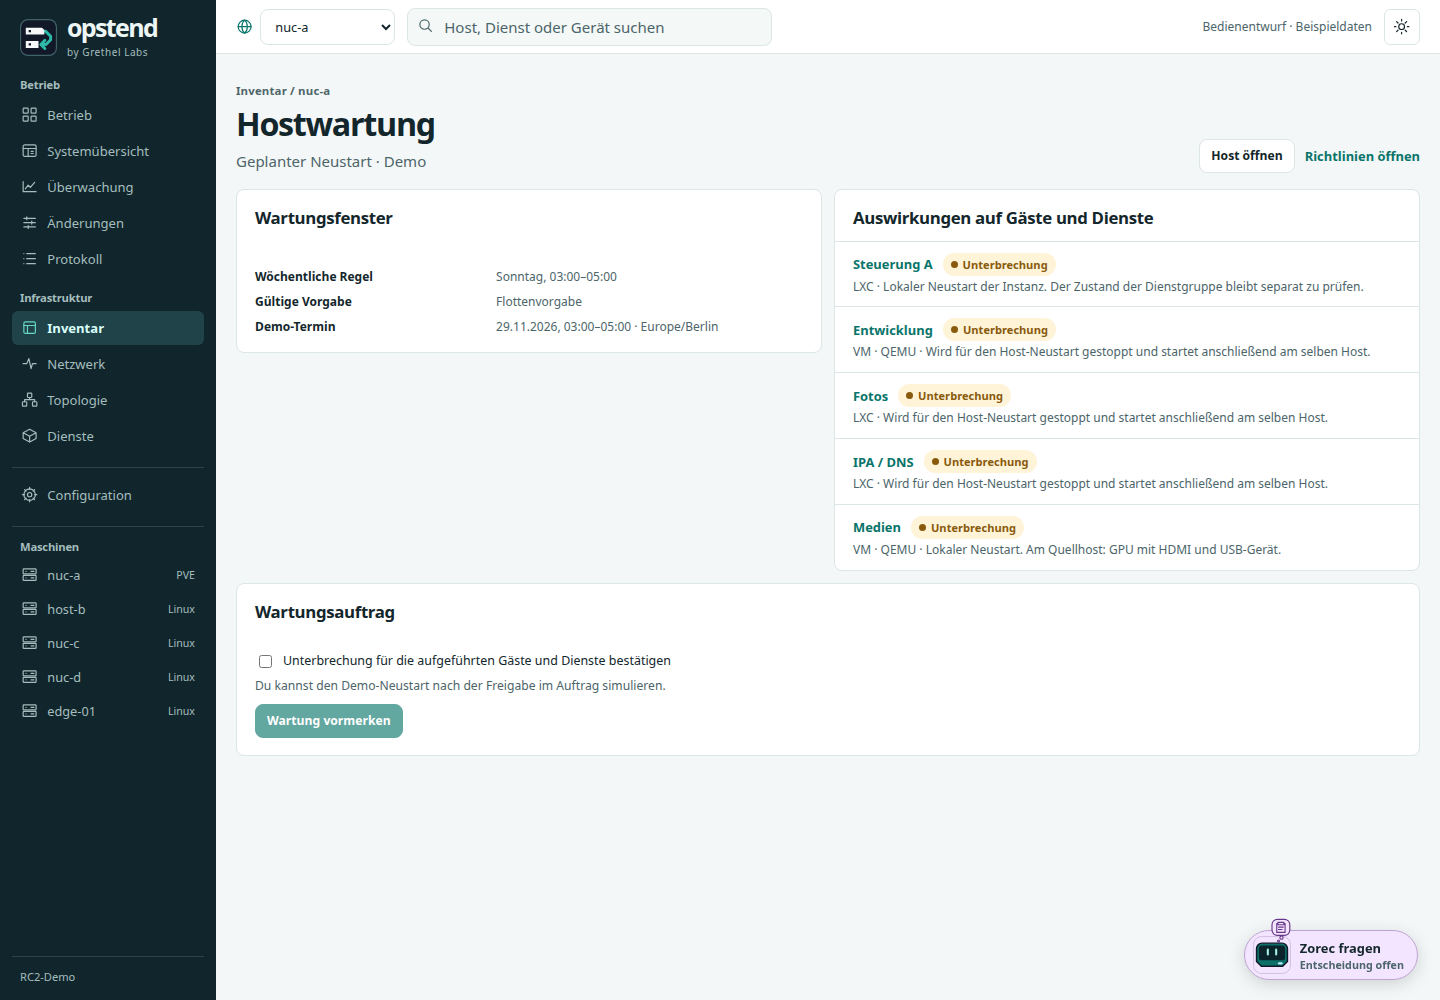 opstend
by Grethel Labs
Betrieb
Betrieb
Systemübersicht
Überwachung
Änderungen
Protokoll
Infrastruktur
Inventar
Netzwerk
Topologie
Dienste
Configuration
Maschinen
nuc-a PVE
host-b Linux
nuc-c Linux
nuc-d Linux
edge-01 Linux
RC2-Demo
nuc-a
Host, Dienst oder Gerät suchen
Bedienentwurf · Beispieldaten
Inventar / nuc-a
Hostwartung
Geplanter Neustart · Demo
Host öffnen
Richtlinien öffnen
Wartungsfenster
Wöchentliche Regel Sonntag, 03:00–05:00
Gültige Vorgabe Flottenvorgabe
Demo-Termin 29.11.2026, 03:00–05:00 · Europe/Berlin
Auswirkungen auf Gäste und Dienste
Steuerung A Unterbrechung
LXC · Lokaler Neustart der Instanz. Der Zustand der Dienstgruppe bleibt separat zu prüfen.
Entwicklung Unterbrechung
VM · QEMU · Wird für den Host-Neustart gestoppt und startet anschließend am selben Host.
Fotos Unterbrechung
LXC · Wird für den Host-Neustart gestoppt und startet anschließend am selben Host.
IPA / DNS Unterbrechung
LXC · Wird für den Host-Neustart gestoppt und startet anschließend am selben Host.
Medien Unterbrechung
VM · QEMU · Lokaler Neustart. Am Quellhost: GPU mit HDMI und USB-Gerät.
Wartungsauftrag
Unterbrechung für die aufgeführten Gäste und Dienste bestätigen
Du kannst den Demo-Neustart nach der Freigabe im Auftrag simulieren.
Wartung vormerken
Zorec fragen
Entscheidung offen